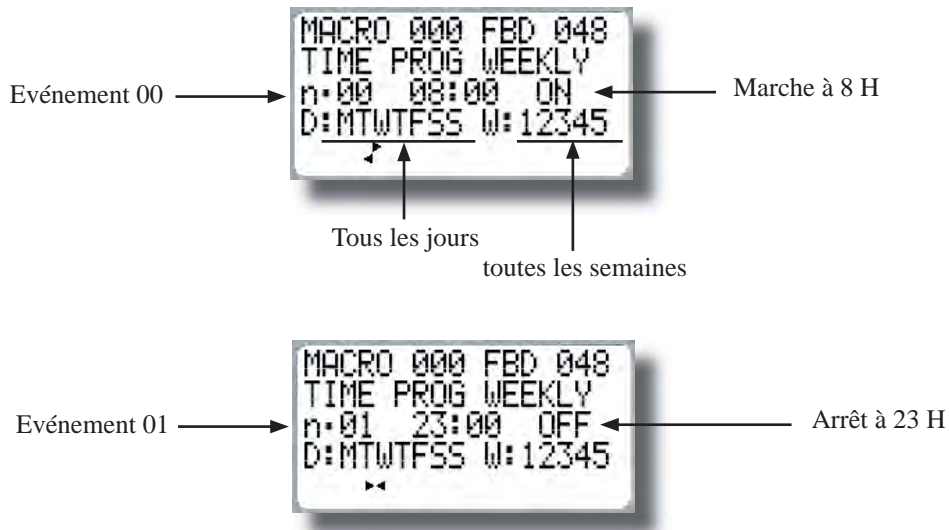 MACRO 000 FBD 048
TIME PROG WEEKLY
Evénement 00
n·00 08:00 ON
Marche à 8 H
D:MTWTFSS W:12345
Tous les jours
toutes les semaines
MACRO 000 FBD 048
TIME PROG WEEKLY
Evénement 01
n·01 23:00 OFF
Arrêt à 23 H
D:MTWTFSS W:12345